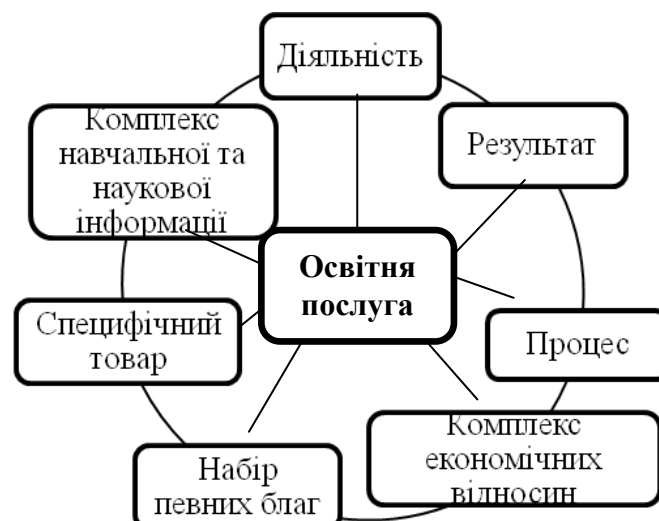 Діяльність
Результат
Комплекс
навчальної та
наукової
інформації
Освітня
послуга
Специфічний
товар
Процес
Комплекс
економічних
відносин
Набір
певних благ